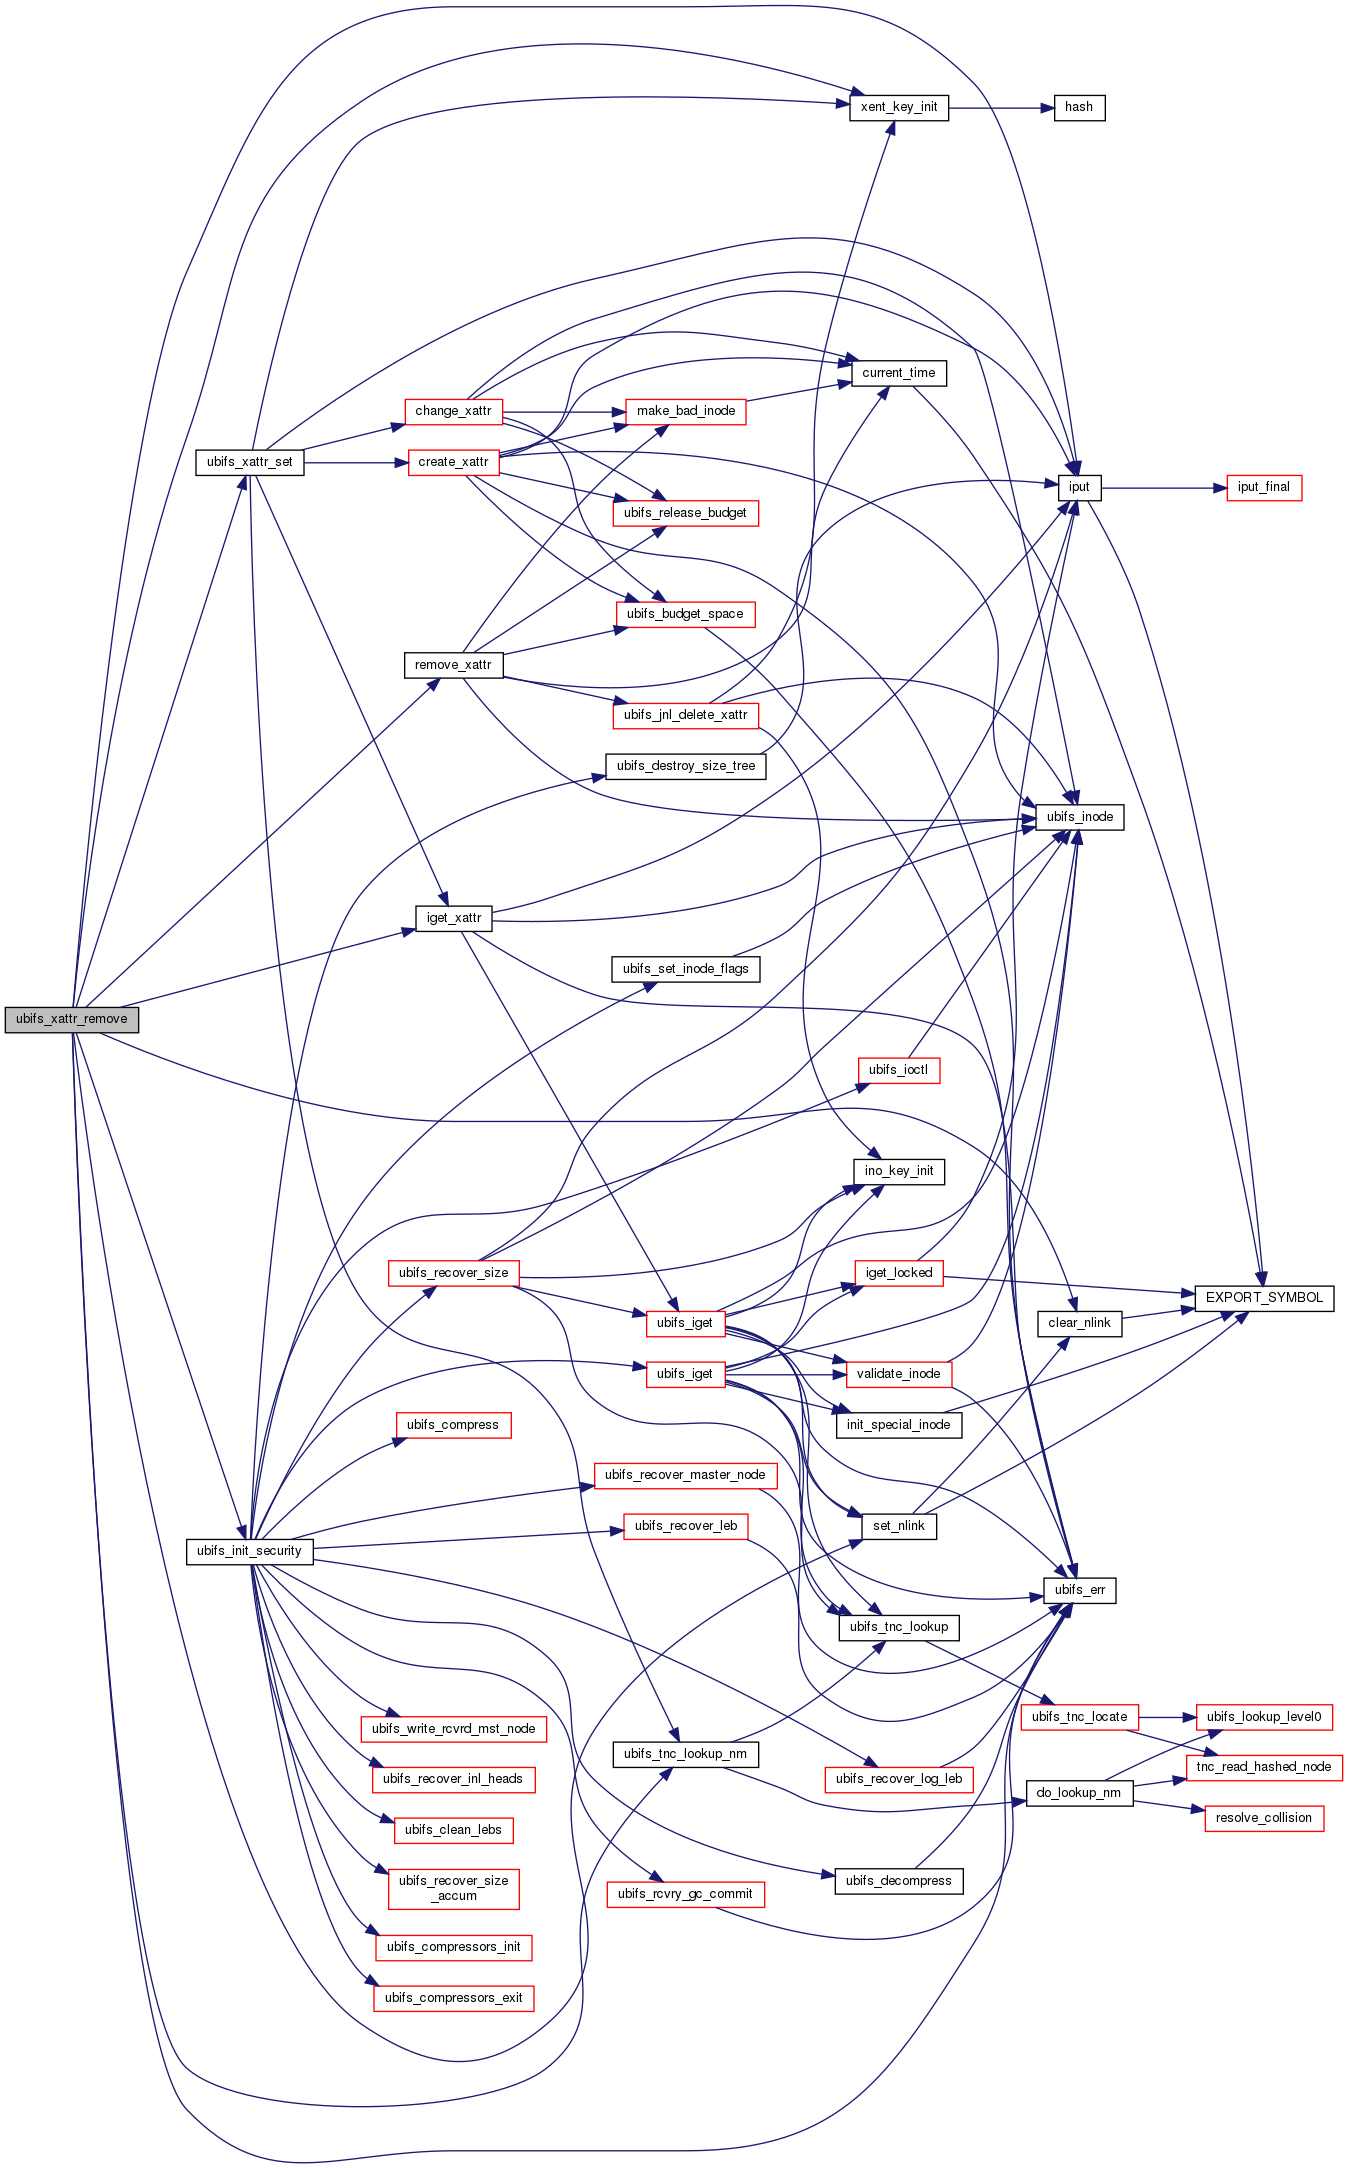 xent_key_init
hash
current_time
change_xattr
make_bad_inode
ubifs_xattr_set
create_xattr
iput
iput_final
ubifs_release_budget
ubifs_budget_space
remove_xattr
ubifs_jnl_delete_xattr
ubifs_destroy_size_tree
ubifs_inode
iget_xattr
ubifs_set_inode_flags
ubifs_xattr_remove
ubifs_ioctl
ino_key_init
ubifs_recover_size
iget_locked
EXPORT_SYMBOL
ubifs_iget
clear_nlink
ubifs_iget
validate_inode
ubifs_compress
init_special_inode
ubifs_recover_master_node
ubifs_recover_leb
set_nlink
ubifs_init_security
ubifs_err
ubifs_tnc_lookup
ubifs_tnc_locate
ubifs_lookup_level0
ubifs_write_rcvrd_mst_node
ubifs_tnc_lookup_nm
tnc_read_hashed_node
ubifs_recover_inl_heads
ubifs_recover_log_leb
do_lookup_nm
resolve_collision
ubifs_clean_lebs
ubifs_decompress
ubifs_recover_size
_accum
ubifs_rcvry_gc_commit
ubifs_compressors_init
ubifs_compressors_exit